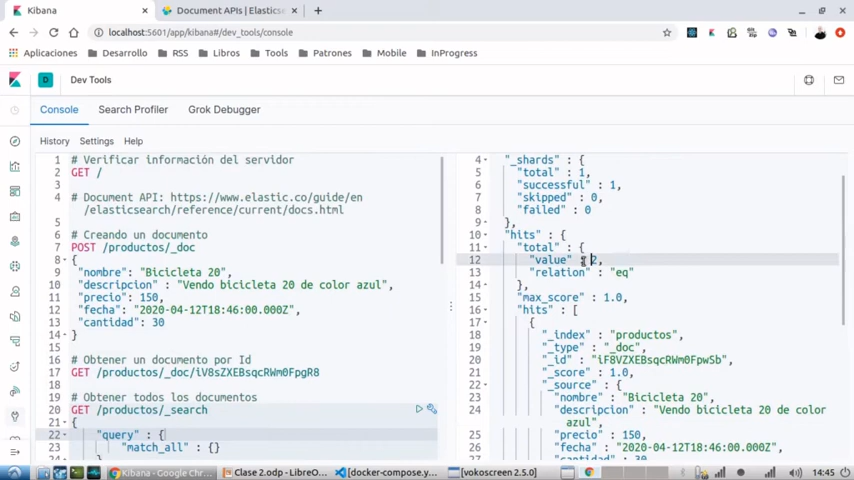 Kibana
Document APIs | Elasticse
localhost:5601/app/kibana#/dev_tools/console
Aplicaciones
Desarrollo
RSS
Libros
Tools
Patrones
Mobile
InProgress
D
Dev Tools
Console
Search Profiler
Grok Debugger
History
Settings
Help
1 # Verificar información del servidor
2 GET /
3
4 # Document API: https://www.elastic.co/guide/en
/elasticsearch/reference/current/docs.html
5
6 # Creando un documento
7 POST /productos/_doc
8 {
9 "nombre": "Bicicleta 20",
10 "descripcion" : "Vendo bicicleta 20 de color azul",
11 "precio": 150,
12 "fecha": "2020-04-12T18:46:00.000Z",
13 "cantidad": 30
14 }
15
16 # Obtener un documento por Id
17 GET /productos/_doc/iV8sZXEBsqcRWm0FpgR8
18
19 # Obtener todos los documentos
20 GET /productos/_search
21 {
22 "query" : {
23 "match_all" : {}
24 }
4 "_shards" : {
5 "total" : 1,
6 "successful" : 1,
7 "skipped" : 0,
8 "failed" : 0
9 },
10 "hits" : {
11 "total" : {
12 "value" : 2,
13 "relation" : "eq"
14 },
15 "max_score" : 1.0,
16 "hits" : [
17 {
18 "_index" : "productos",
19 "_type" : "_doc",
20 "_id" : "iF8VZXEBsqcRWm0FpwSb",
21 "_score" : 1.0,
22 "_source" : {
23 "nombre" : "Bicicleta 20",
24 "descripcion" : "Vendo bicicleta 20 de color
azul",
25 "precio" : 150,
26 "fecha" : "2020-04-12T18:46:00.000Z",
27 "cantidad" : 30
Kibana - Google Chr...
Clase 2.odp - LibreO...
[docker-compose.y...
[vokoscreen 2.5.0]
14:45